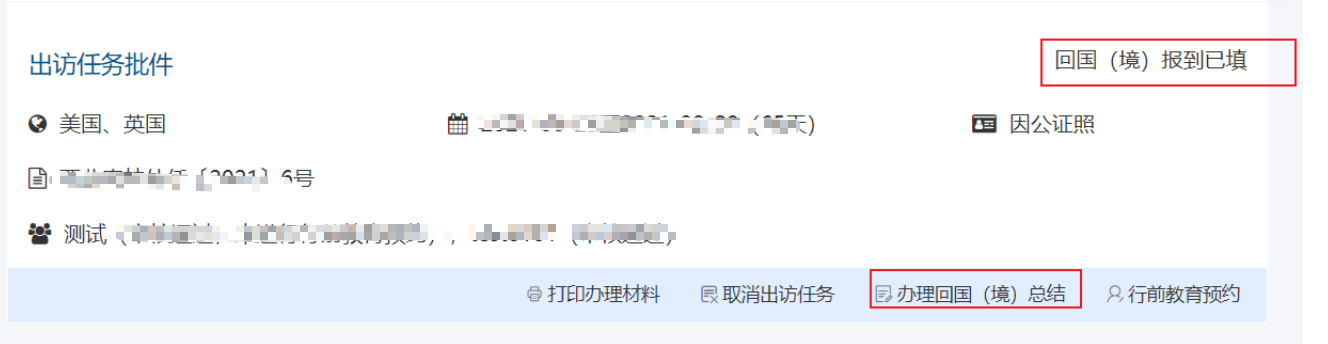 出访任务批件
回国（境）报到已填
美国、英国
天）
因公证照
6号
测试
打印办理材料
取消出访任务
办理回国（境）总结
行前教育预约